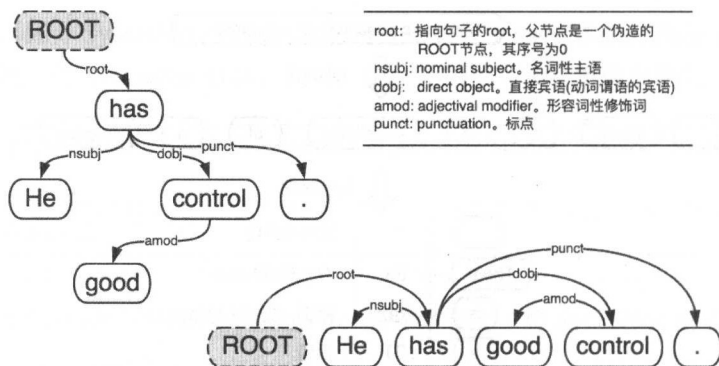 ROOT
root
has
nsubj
dobj
punct
He
control
.
amod
good
root: 指向句子的root，父节点是一个伪造的
ROOT节点，其序号为0
nsubj: nominal subject。名词性主语
dobj: direct object。直接宾语(动词谓语的宾语)
amod: adjectival modifier。形容词性修饰词
punct: punctuation。标点
punct
root
dobj
nsubj
amod
ROOT He has good control .